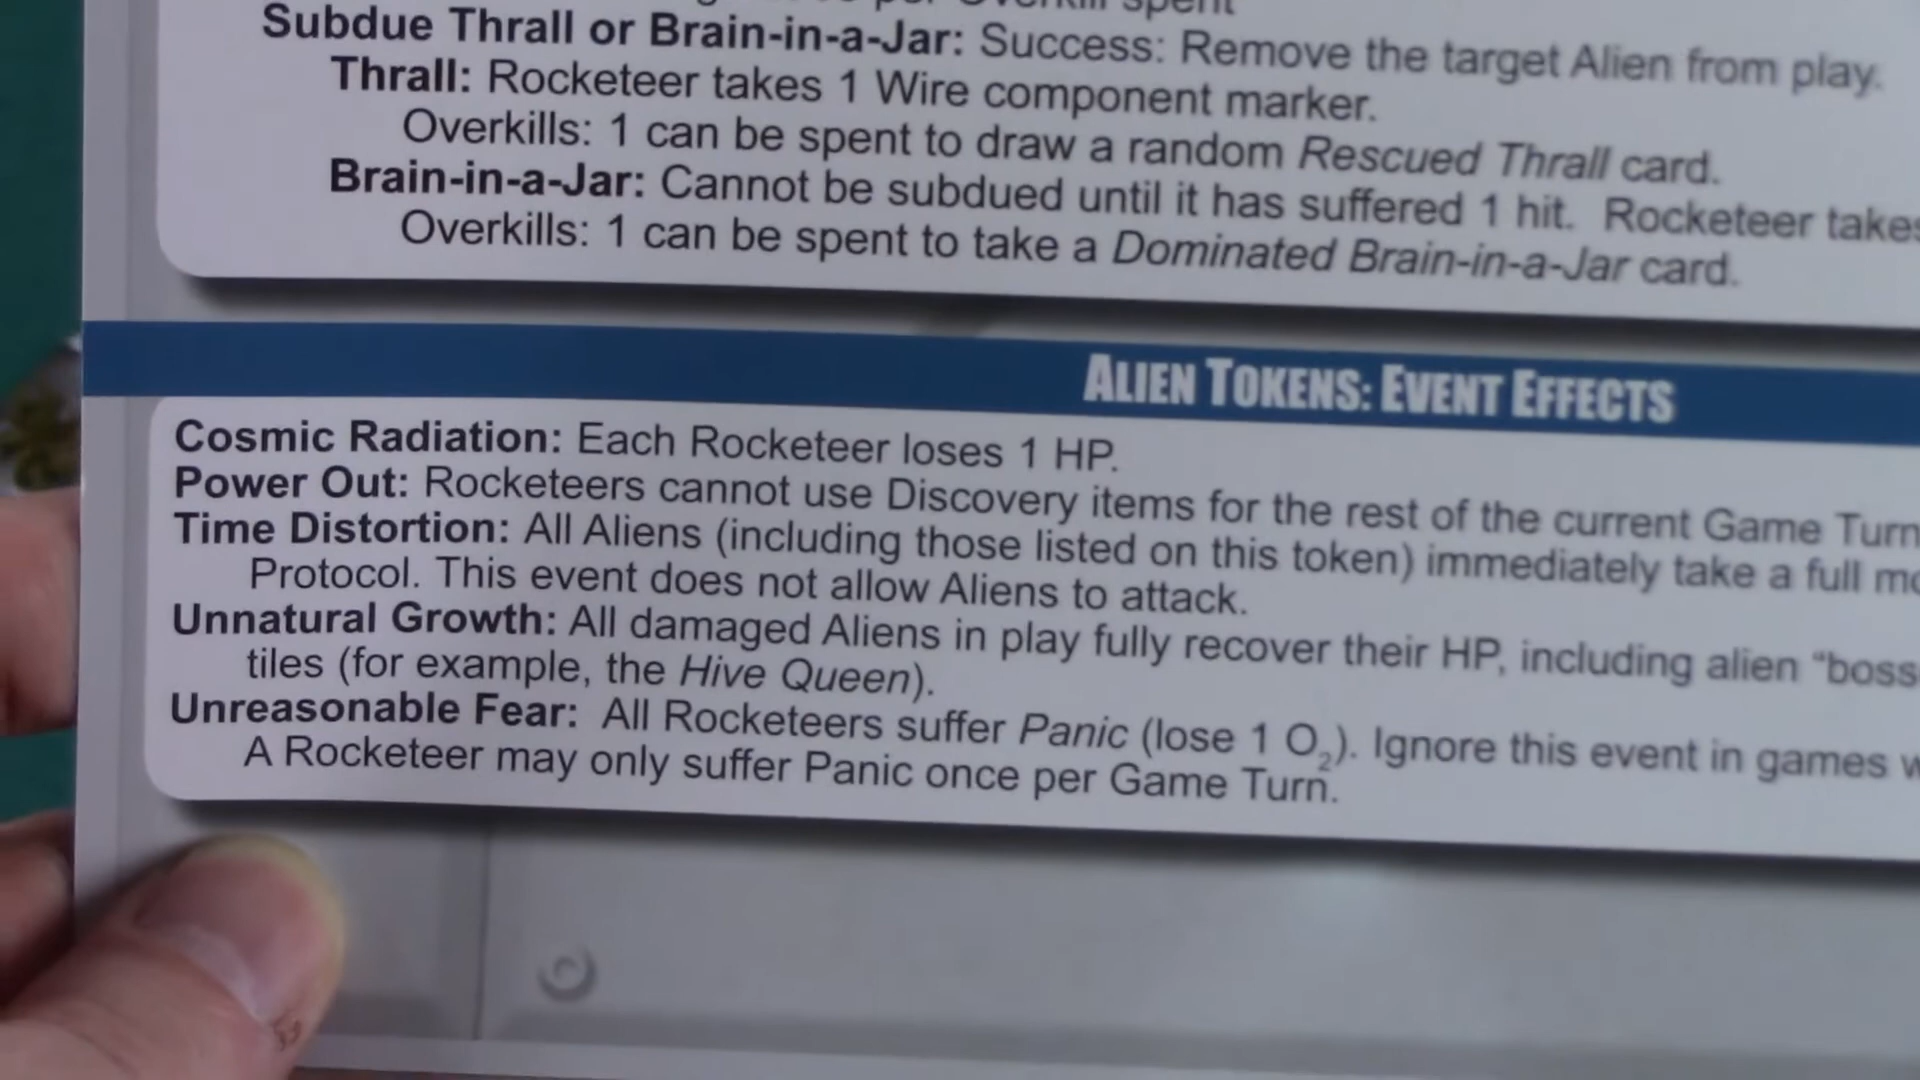 per Overkill spent
Subdue Thrall or Brain-in-a-Jar: Success: Remove the target Alien from play.
Thrall: Rocketeer takes 1 Wire component marker.
Overkills: 1 can be spent to draw a random Rescued Thrall card.
Brain-in-a-Jar: Cannot be subdued until it has suffered 1 hit. Rocketeer takes
Overkills: 1 can be spent to take a Dominated Brain-in-a-Jar card.
ALIEN TOKENS: EVENT EFFECTS
Cosmic Radiation: Each Rocketeer loses 1 HP.
Power Out: Rocketeers cannot use Discovery items for the rest of the current Game Turn
Time Distortion: All Aliens (including those listed on this token) immediately take a full
Protocol. This event does not allow Aliens to attack.
Unnatural Growth: All damaged Aliens in play fully recover their HP, including alien “boss
tiles (for example, the Hive Queen).
Unreasonable Fear: All Rocketeers suffer Panic (lose 1 O₂). Ignore this event in games
A Rocketeer may only suffer Panic once per Game Turn.